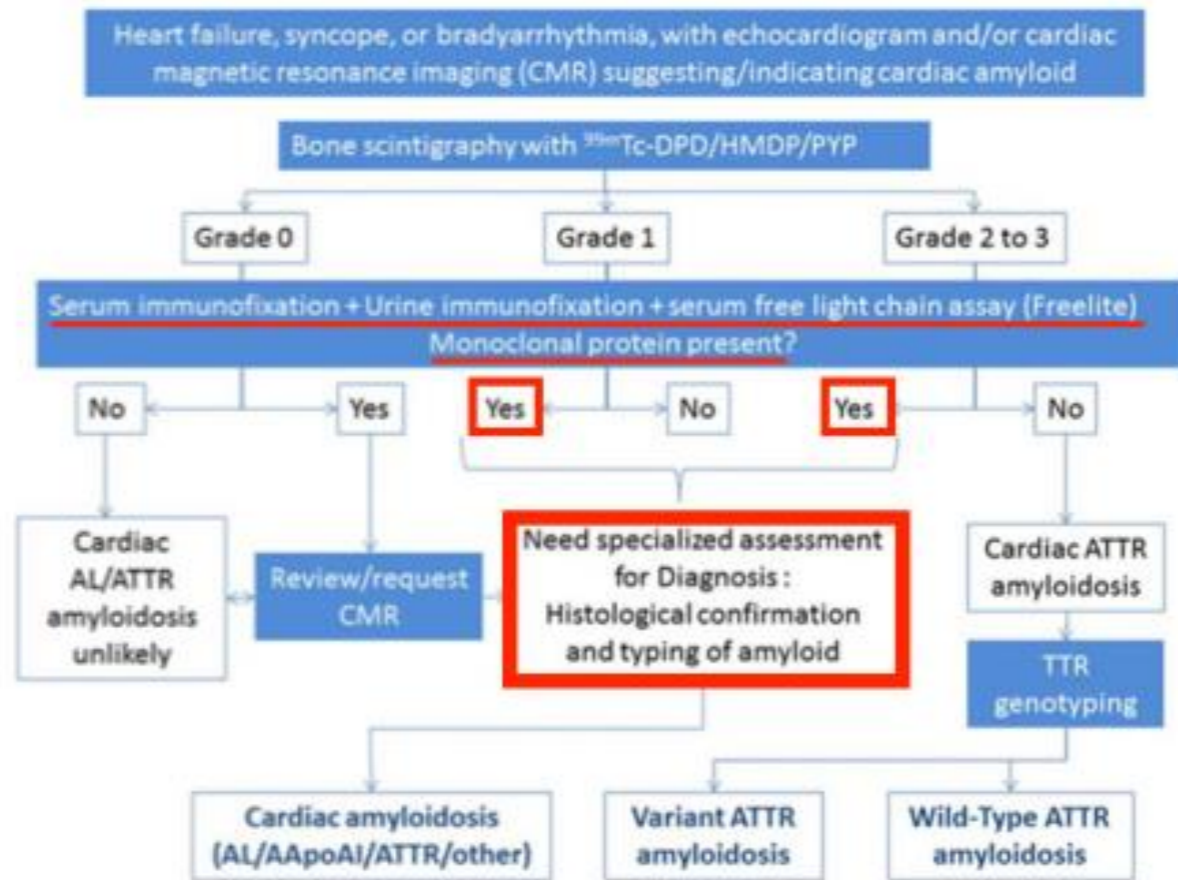 Heart failure, syncope, or bradyarrhythmia, with echocardiogram and/or cardiac
magnetic resonance imaging (CMR) suggesting/indicating cardiac amyloid
Bone scintigraphy with ⁹⁹ᵐTc-DPD/HMDP/PYP
Grade 0
Grade 1
Grade 2 to 3
Serum immunofixation + Urine immunofixation + serum free light chain assay (Freelite)
Monoclonal protein present?
No
Yes
Yes
No
Yes
No
Cardiac
AL/ATTR
amyloidosis
unlikely
Review/request
CMR
Need specialized assessment
for Diagnosis :
Histological confirmation
and typing of amyloid
Cardiac ATTR
amyloidosis
TTR
genotyping
Cardiac amyloidosis
(AL/AApoAI/ATTR/other)
Variant ATTR
amyloidosis
Wild-Type ATTR
amyloidosis